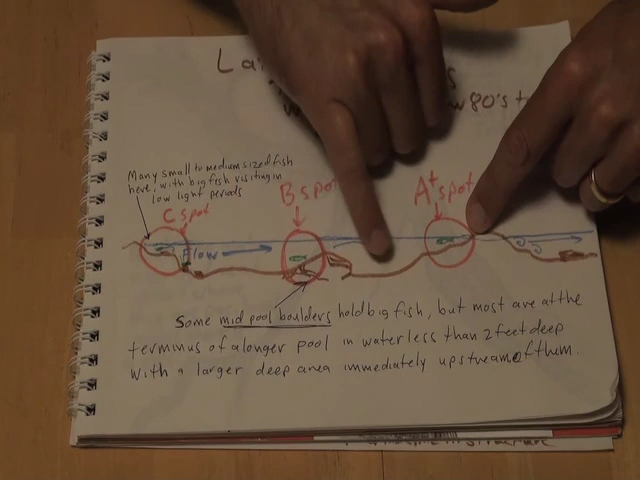 La
80's t
Many small to medium sized fish
here, with big fish visiting in
low light periods
C spot
B spot
A+ spot
Flow
Some mid pool boulders hold big fish, but most are at the
terminus of a longer pool in water less than 2 feet deep
with a larger deep area immediately upstream of them.